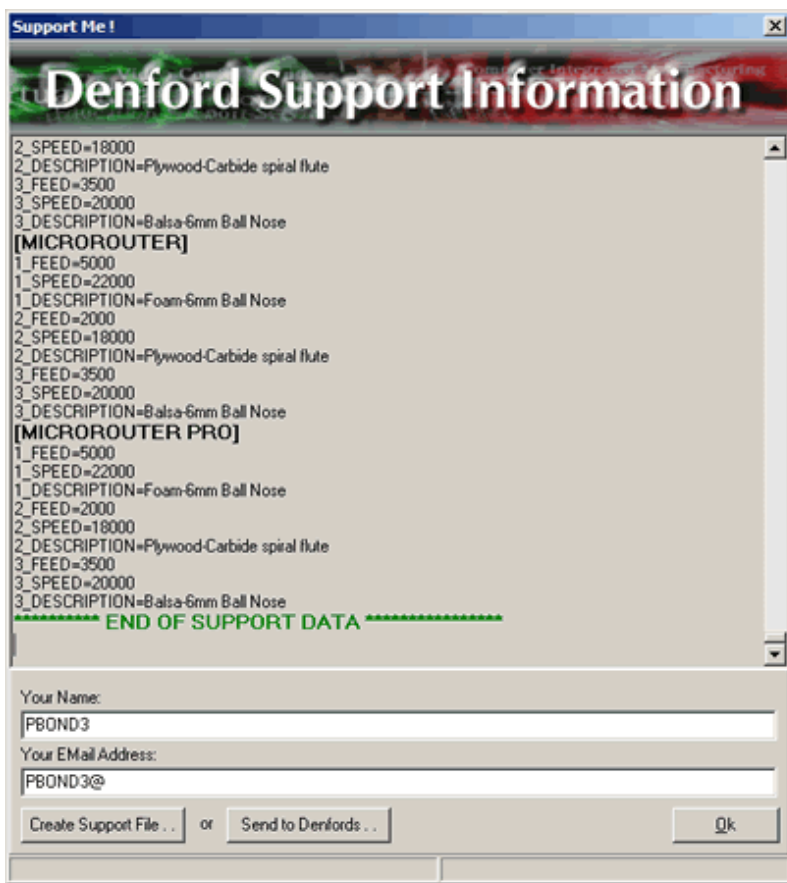 Support Me !
Denford Support Information
2_SPEED=18000
2_DESCRIPTION=Plywood-Carbide spiral flute
3_FEED=3500
3_SPEED=20000
3_DESCRIPTION=Balsa-6mm Ball Nose
[MICROROUTER]
1_FEED=5000
1_SPEED=22000
1_DESCRIPTION=Foam-6mm Ball Nose
2_FEED=2000
2_SPEED=18000
2_DESCRIPTION=Plywood-Carbide spiral flute
3_FEED=3500
3_SPEED=20000
3_DESCRIPTION=Balsa-6mm Ball Nose
[MICROROUTER PRO]
1_FEED=5000
1_SPEED=22000
1_DESCRIPTION=Foam-6mm Ball Nose
2_FEED=2000
2_SPEED=18000
2_DESCRIPTION=Plywood-Carbide spiral flute
3_FEED=3500
3_SPEED=20000
3_DESCRIPTION=Balsa-6mm Ball Nose
********** END OF SUPPORT DATA ****************
Your Name:
PBOND3
Your EMail Address:
PBOND3@
Create Support File . . or Send to Denfords . . Ok